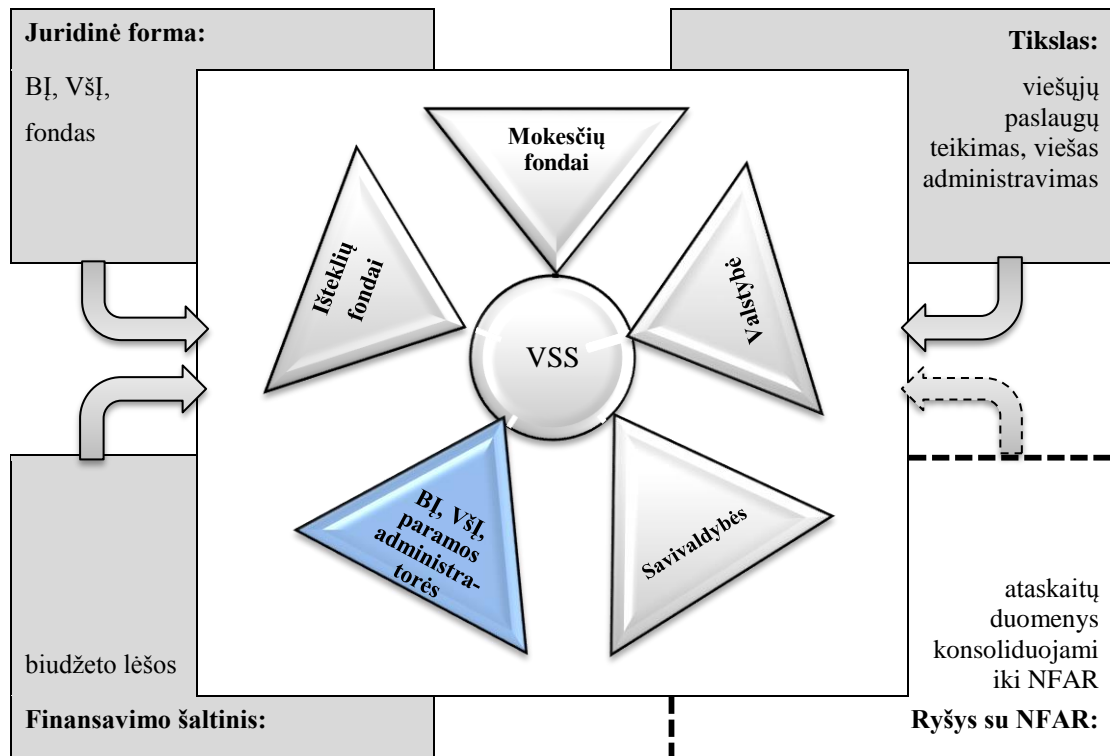 Juridinė forma:
BĮ, VšĮ,
fondas
Tikslas:
viešųjų
paslaugų
teikimas, viešas
administravimas
Mokesčių
fondai
Išteklių
fondai
Valstybė
VSS
BĮ, VšĮ,
paramos
administra-
torės
Savivaldybės
biudžeto lėšos
Finansavimo šaltinis:
ataskaitų
duomenys
konsoliduojami
iki NFAR
Ryšys su NFAR: